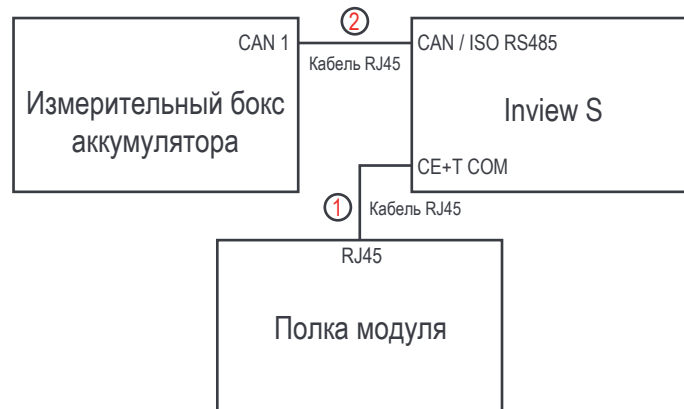 2
CAN 1
CAN / ISO RS485
Кабель RJ45
Измерительный бокс
аккумулятора
Inview S
CE+T COM
1
Кабель RJ45
RJ45
Полка модуля